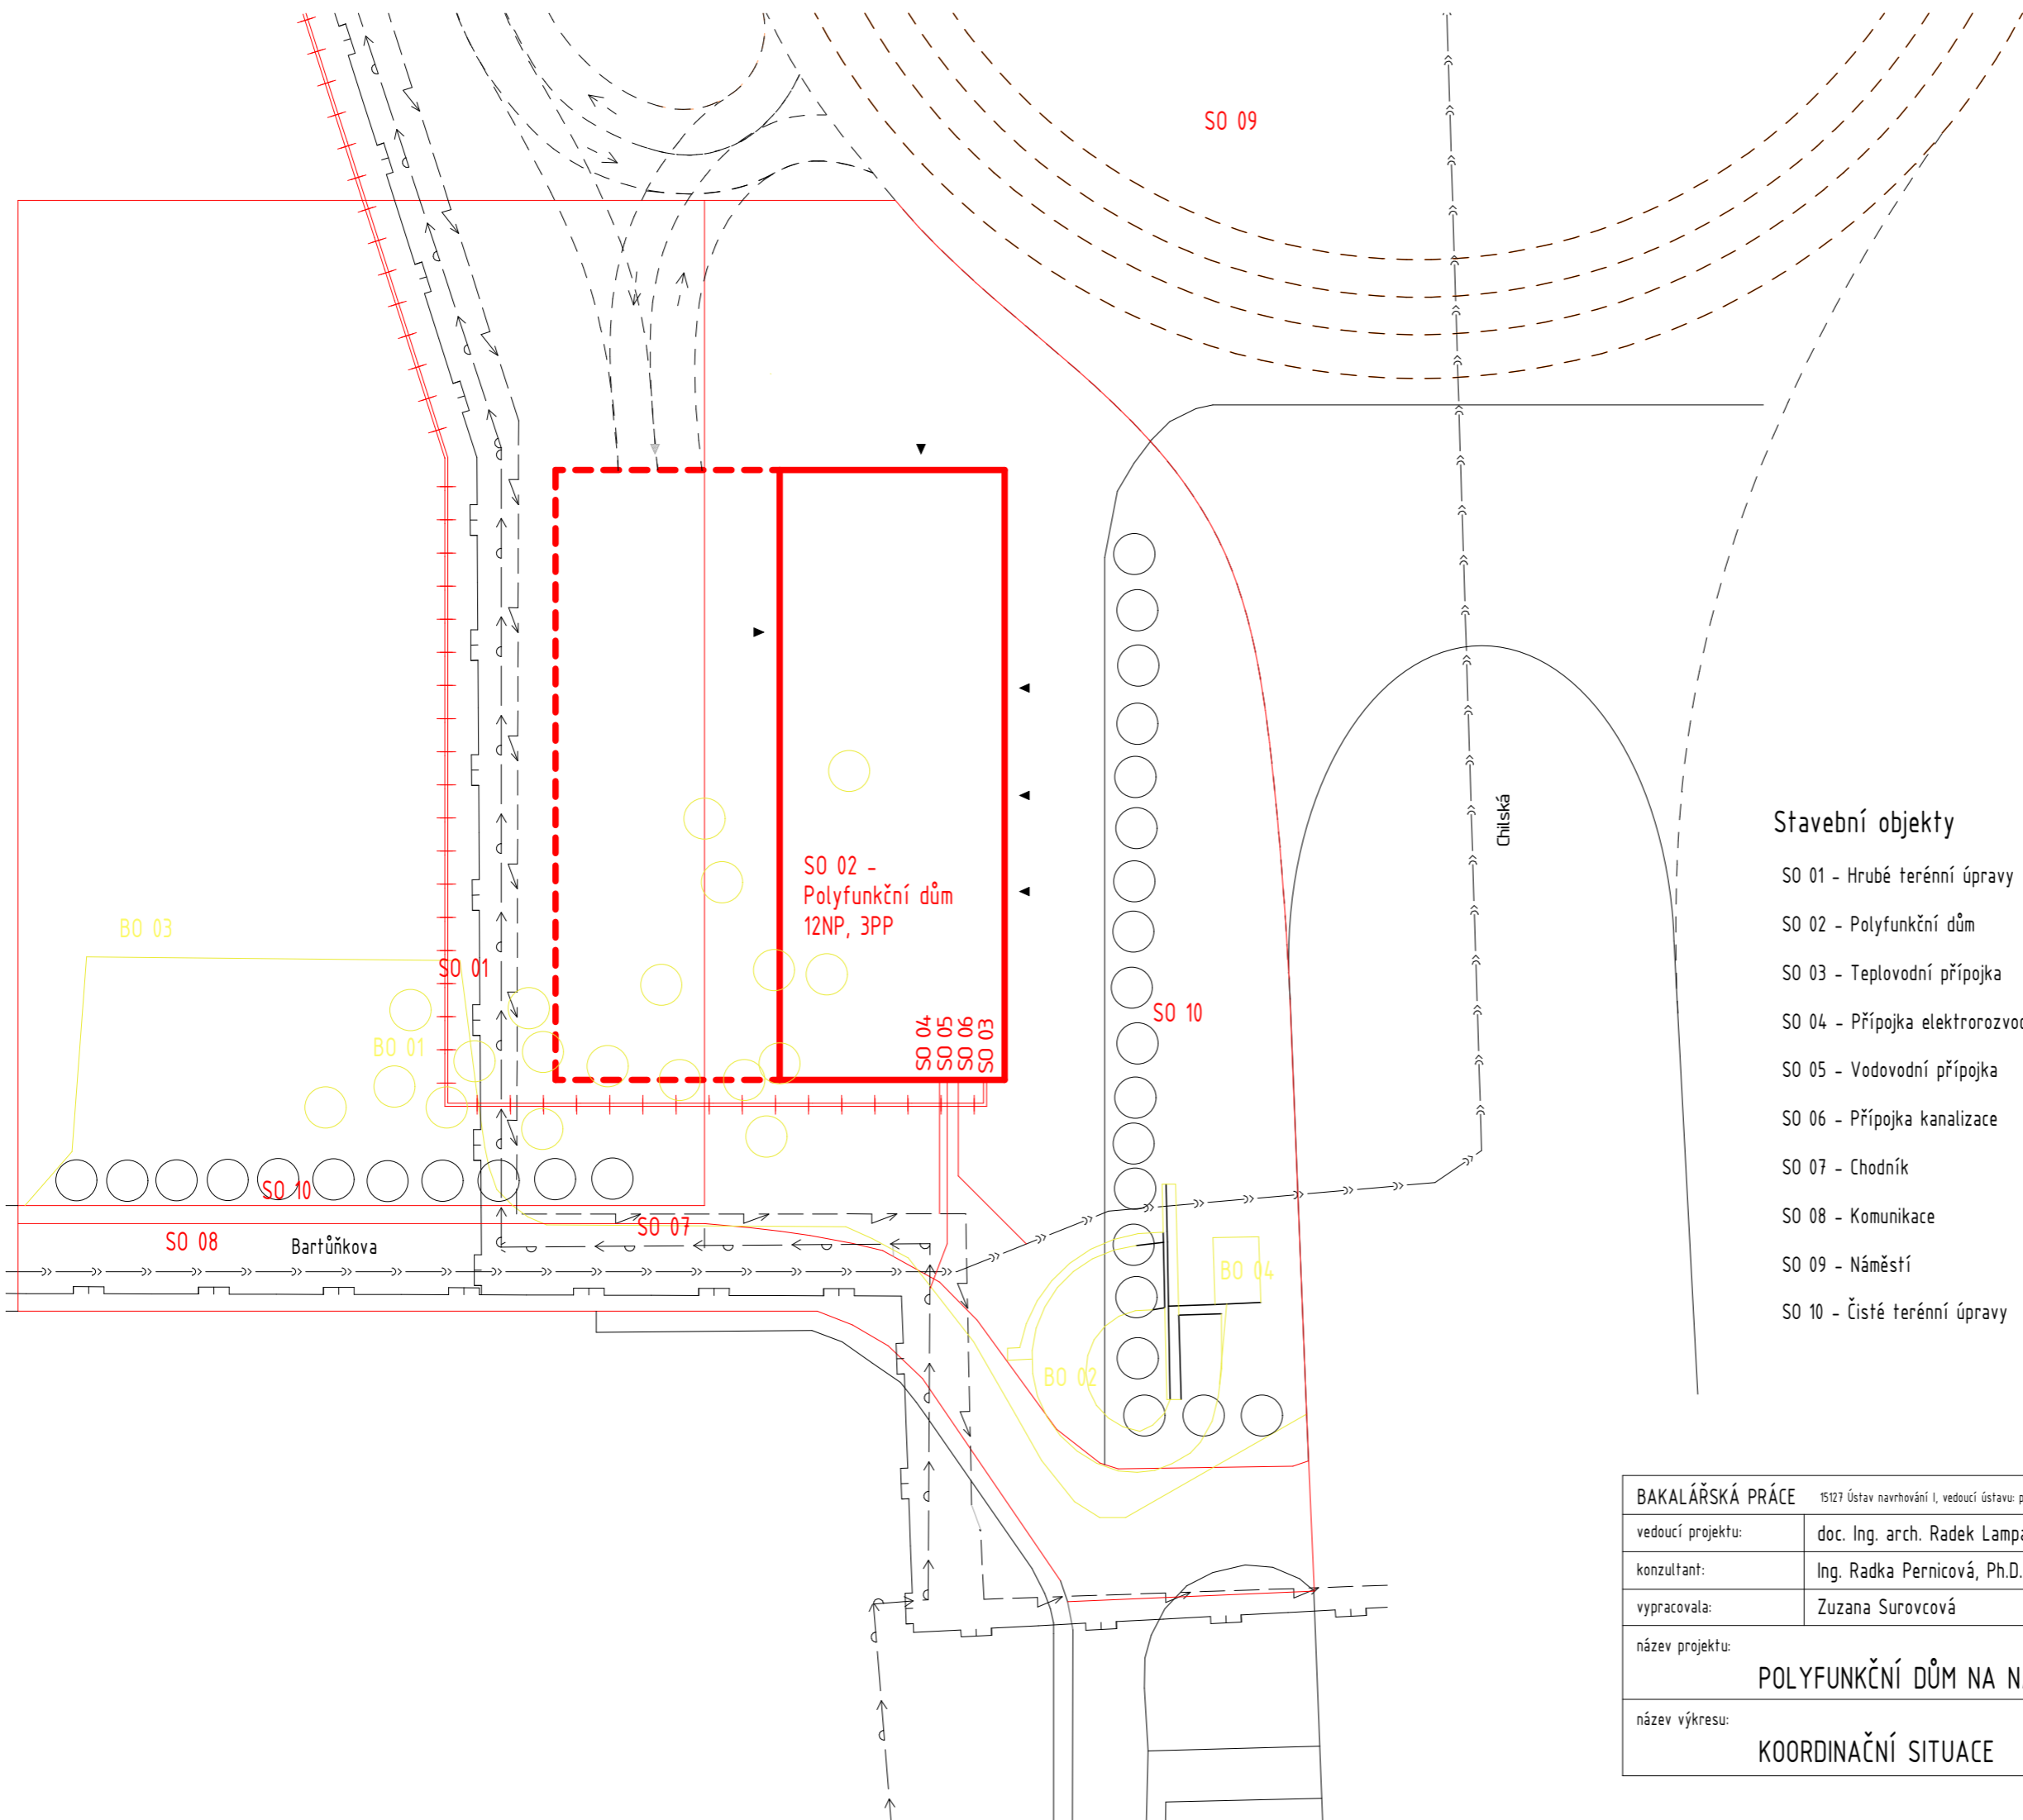 SO 09
SO 02 -
Polyfunkční dům
12NP, 3PP
Chilská
BO 03
SO 01
BO 01
SO 04
SO 05
SO 06
SO 03
SO 10
SO 10
SO 07
SO 08
Bartůňkova
BO 04
BO 02
Stavební objekty
SO 01 - Hrubé terénní úpravy
SO 02 - Polyfunkční dům
SO 03 - Teplovodní přípojka
SO 04 - Přípojka elektrorozvod
SO 05 - Vodovodní přípojka
SO 06 - Přípojka kanalizace
SO 07 - Chodník
SO 08 - Komunikace
SO 09 - Náměstí
SO 10 - Čisté terénní úpravy
BAKALÁŘSKÁ PRÁCE 15127 Ústav navrhování I, vedoucí ústavu: p
vedoucí projektu: doc. Ing. arch. Radek Lampa
konzultant: Ing. Radka Pernicová, Ph.D.
vypracovala: Zuzana Surovcová
název projektu:
POLYFUNKČNÍ DŮM NA N
název výkresu:
KOORDINAČNÍ SITUACE